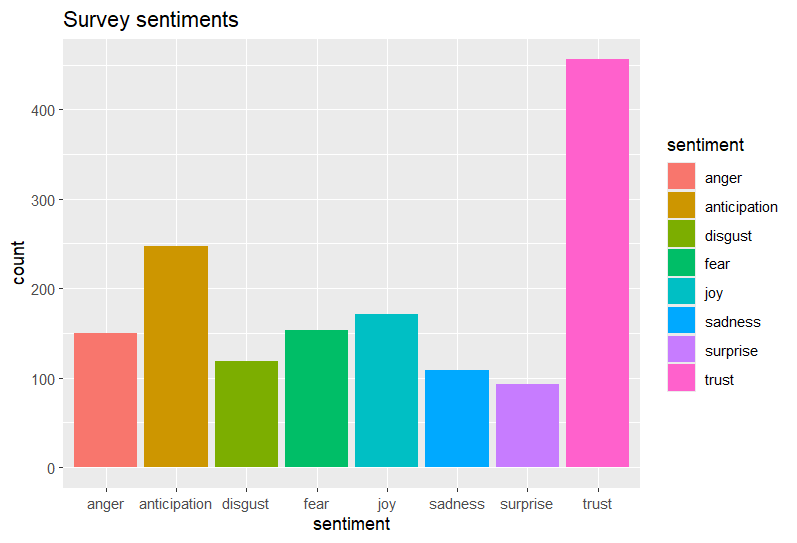 Survey sentiments
count
400
300
200
100
0
anger anticipation disgust fear joy sadness surprise trust
sentiment
sentiment
anger
anticipation
disgust
fear
joy
sadness
surprise
trust